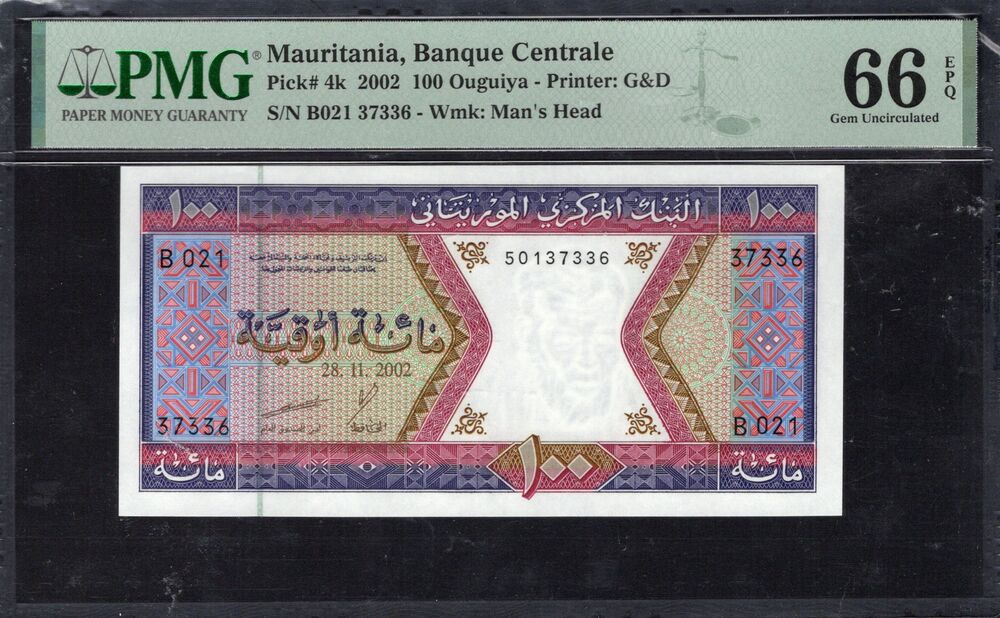 PMG®
PAPER MONEY GUARANTY
Mauritania, Banque Centrale
Pick# 4k 2002 100 Ouguiya - Printer: G&D
S/N B021 37336 - Wmk: Man's Head
66
EPQ
Gem Uncirculated
١٠٠ البنك المركزي الموريتاني ١٠٠
B 021 50137336 37336
مائة أوقية
28. 11. 2002
37336 B 021
مائة ١٠٠ مائة